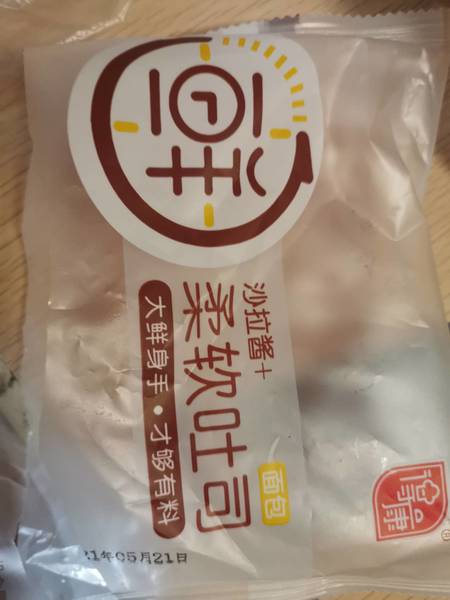 鲜
沙拉酱+
柔软吐司
面包
大鲜身手·才够有料
1年05月21日
康